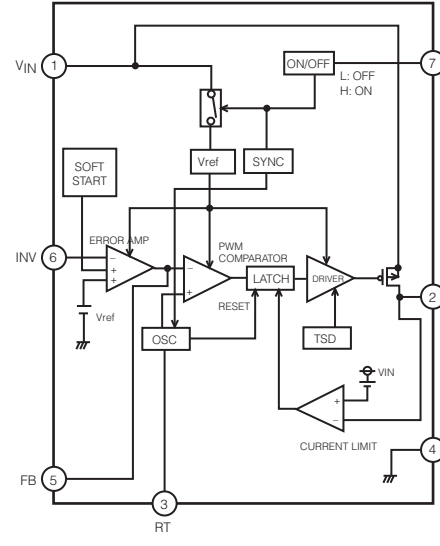 VIN
1
ON/OFF
7
L: OFF
H: ON
Vref
SYNC
SOFT
START
INV
6
ERROR AMP
−
+
+
Vref
PWM
COMPARATOR
−
+
LATCH
RESET
DRIVER
2
OSC
TSD
VIN
+
−
CURRENT LIMIT
4
FB
5
3
RT